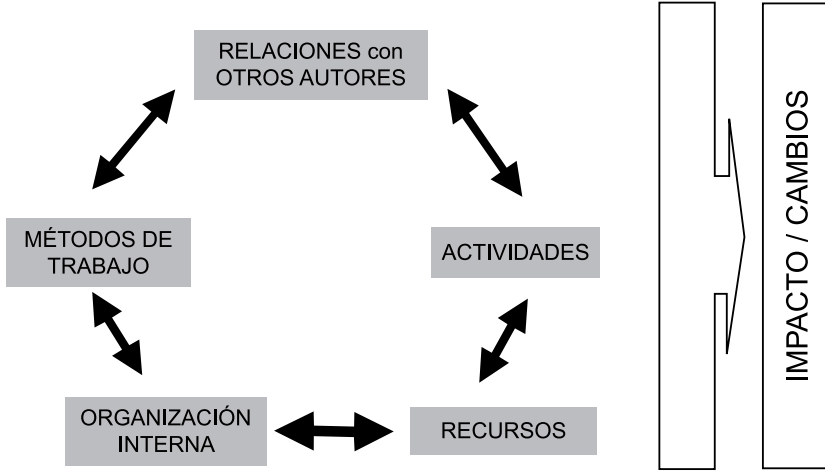 RELACIONES con
OTROS AUTORES
MÉTODOS DE
TRABAJO
ACTIVIDADES
ORGANIZACIÓN
INTERNA
RECURSOS
IMPACTO / CAMBIOS